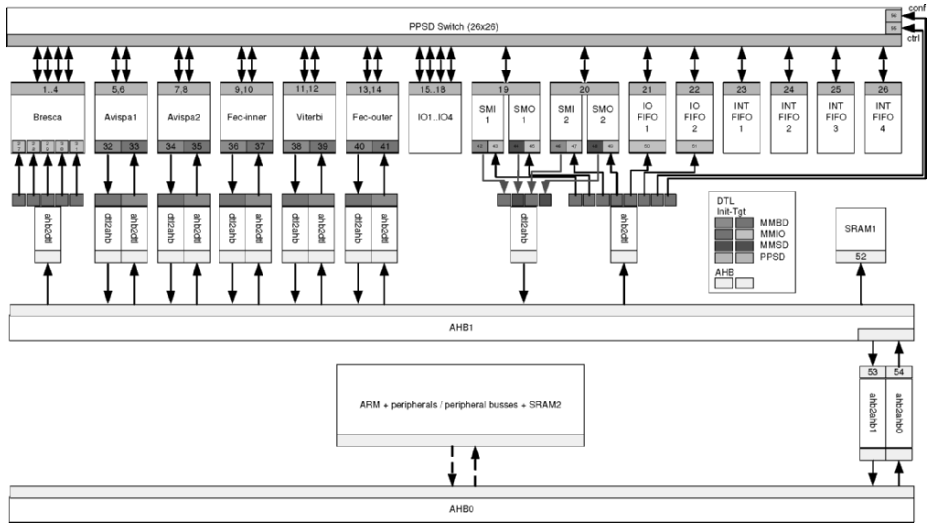 PPSD Switch (26x26)
conf
ctrl
1..4
5,6
7,8
9,10
11,12
13,14
15..18
19
20
21
22
23
24
25
26
Bresca
Avispa1
Avispa2
Fec-inner
Viterbi
Fec-outer
IO1..IO4
SMI
1
SMO
1
SMI
2
SMO
2
IO
FIFO
1
IO
FIFO
2
INT
FIFO
1
INT
FIFO
2
INT
FIFO
3
INT
FIFO
4
32
33
34
35
36
37
38
39
40
41
ahb2dtl
dtl2ahb
ahb2dtl
dtl2ahb
ahb2dtl
dtl2ahb
ahb2dtl
dtl2ahb
ahb2dtl
dtl2ahb
ahb2dtl
dtl2ahb
ahb2dtl
DTL
Init-Tgt
MMBD
MMIO
MMSD
PPSD
AHB
SRAM1
52
AHB1
53
54
ahb2ahb1
ahb2ahb0
ARM + peripherals / peripheral busses + SRAM2
AHB0